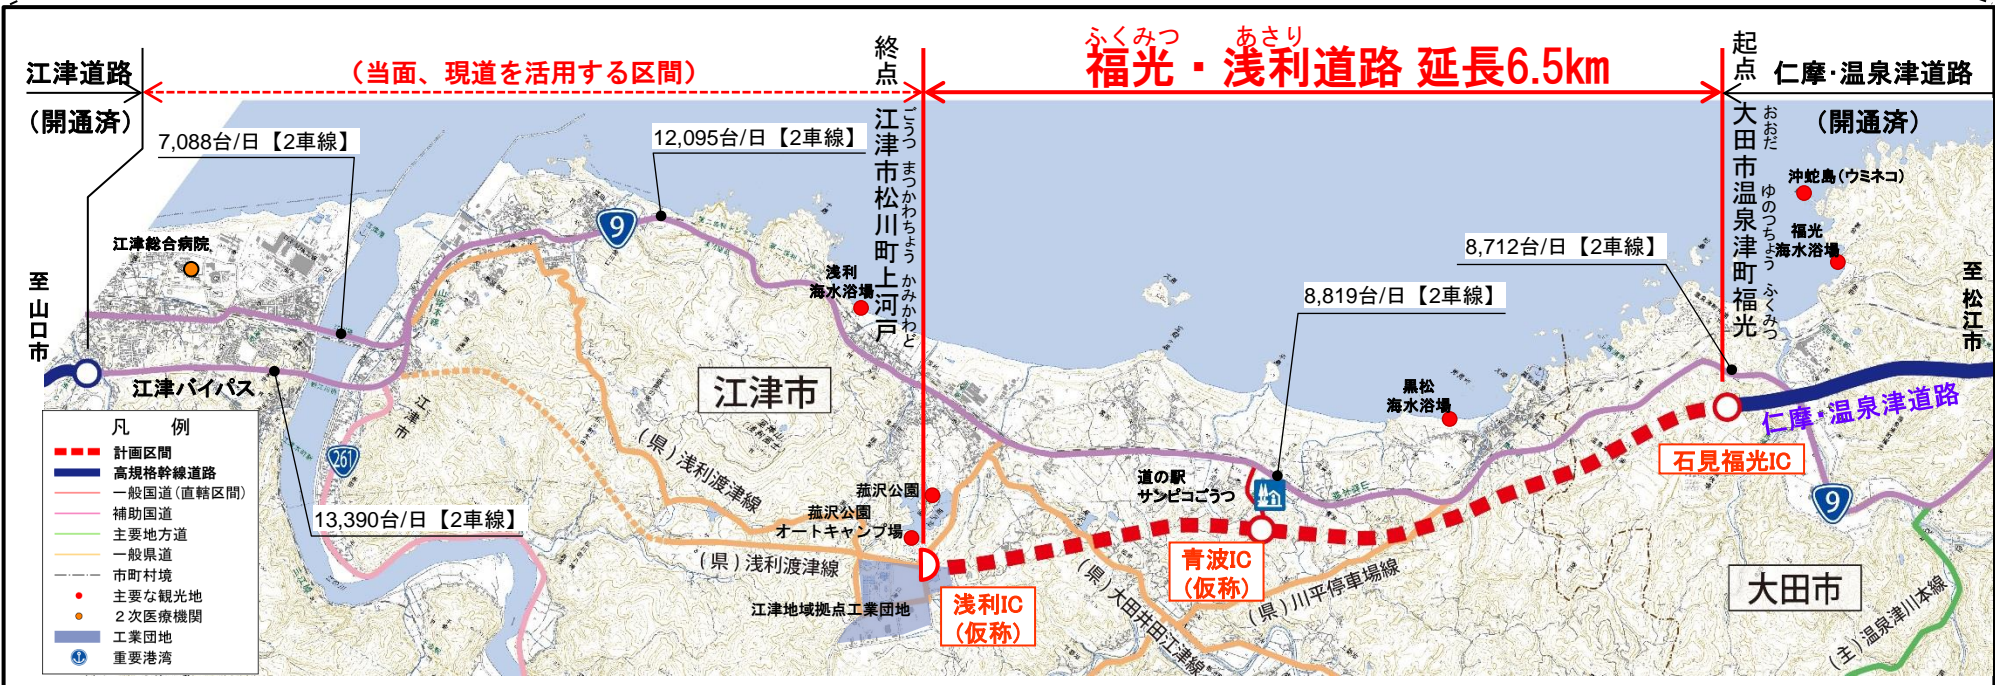 江津道路
(開通済)
(当面、現道を活用する区間)
終点
江津市松川町上河戸
ごうつ まつかわちょう かみかわど
ふくみつ あさり
福光・浅利道路 延長6.5km
起点
大田市温泉津町福光
おおだ ゆのつちょう ふくみつ
仁摩・温泉津道路
(開通済)
7,088台/日【2車線】
12,095台/日【2車線】
8,712台/日【2車線】
8,819台/日【2車線】
13,390台/日【2車線】
沖蛇島(ウミネコ)
福光
海水浴場
至 松江市
至 山口市
江津総合病院
9
浅利
海水浴場
江津バイパス
江津市
江津市
261
(県)浅利渡津線
(県)浅利渡津線
菰沢公園
菰沢公園
オートキャンプ場
江津地域拠点工業団地
浅利IC
(仮称)
道の駅
サンピコごうつ
青波IC
(仮称)
黒松
海水浴場
(県)大田井田江津線
(県)川平停車場線
石見福光IC
仁摩・温泉津道路
9
大田市
(主)温泉津川本線
凡 例
計画区間
高規格幹線道路
一般国道(直轄区間)
補助国道
主要地方道
一般県道
市町村境
主要な観光地
2次医療機関
工業団地
重要港湾